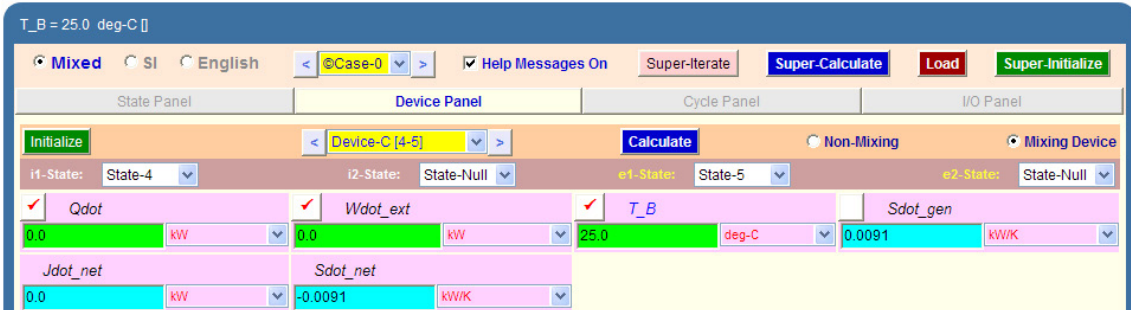 T_B = 25.0 deg-C []
Mixed SI English < ©Case-0 > Help Messages On Super-Iterate Super-Calculate Load Super-Initialize
State Panel Device Panel Cycle Panel I/O Panel
Initialize < Device-C [4-5] > Calculate Non-Mixing Mixing Device
i1-State: State-4 i2-State: State-Null e1-State: State-5 e2-State: State-Null
Qdot Wdot_ext T_B Sdot_gen
0.0 kW 0.0 kW 25.0 deg-C 0.0091 kW/K
Jdot_net Sdot_net
0.0 kW -0.0091 kW/K